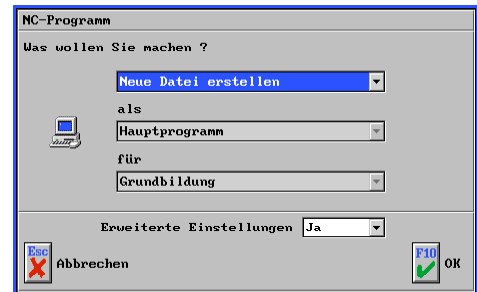 NC-Programm
Was wollen Sie machen ?
Neue Datei erstellen
als
Hauptprogramm
für
Grundbildung
Erweiterte Einstellungen Ja
Esc Abbrechen
F10 OK